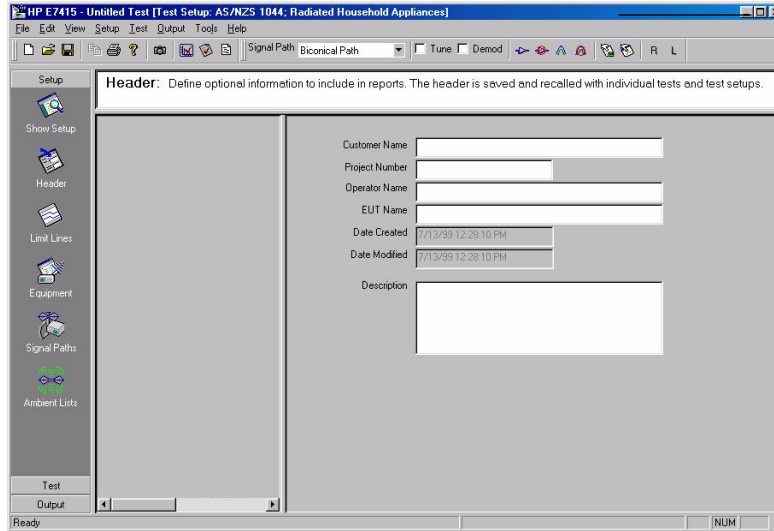 HP E7415 - Untitled Test [Test Setup: AS/NZS 1044; Radiated Household Appliances]
File Edit View Setup Test Output Tools Help
Signal Path Biconical Path Tune Demod R L
Setup
Header: Define optional information to include in reports. The header is saved and recalled with individual tests and test setups.
Show Setup
Header
Limit Lines
Equipment
Signal Paths
Ambient Lists
Test
Output
Customer Name
Project Number
Operator Name
EUT Name
Date Created 7/13/99 12:28:10 PM
Date Modified 7/13/99 12:28:10 PM
Description
Ready NUM